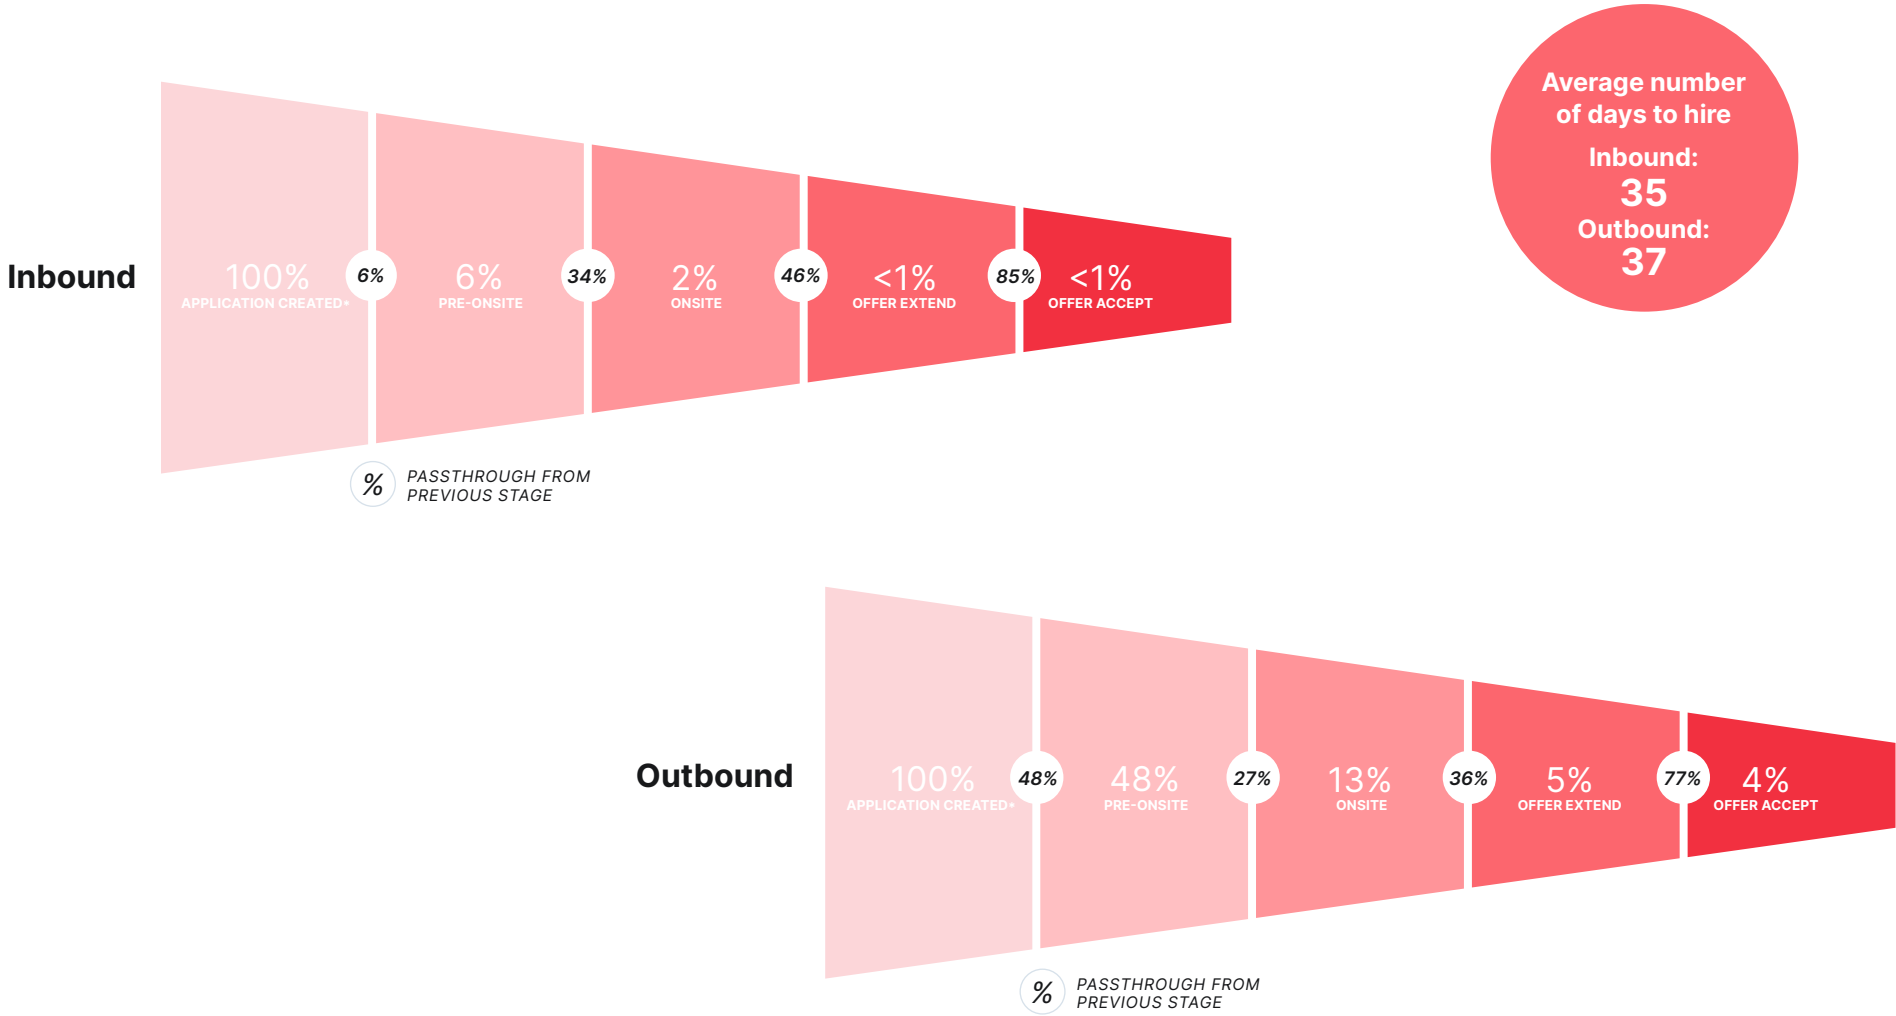 Average number
of days to hire
Inbound:
35
Outbound:
37
Inbound
100%
APPLICATION CREATED*
6%
6%
PRE-ONSITE
34%
2%
ONSITE
46%
<1%
OFFER EXTEND
85%
<1%
OFFER ACCEPT
% PASSTHROUGH FROM
PREVIOUS STAGE
Outbound
100%
APPLICATION CREATED*
48%
48%
PRE-ONSITE
27%
13%
ONSITE
36%
5%
OFFER EXTEND
77%
4%
OFFER ACCEPT
% PASSTHROUGH FROM
PREVIOUS STAGE